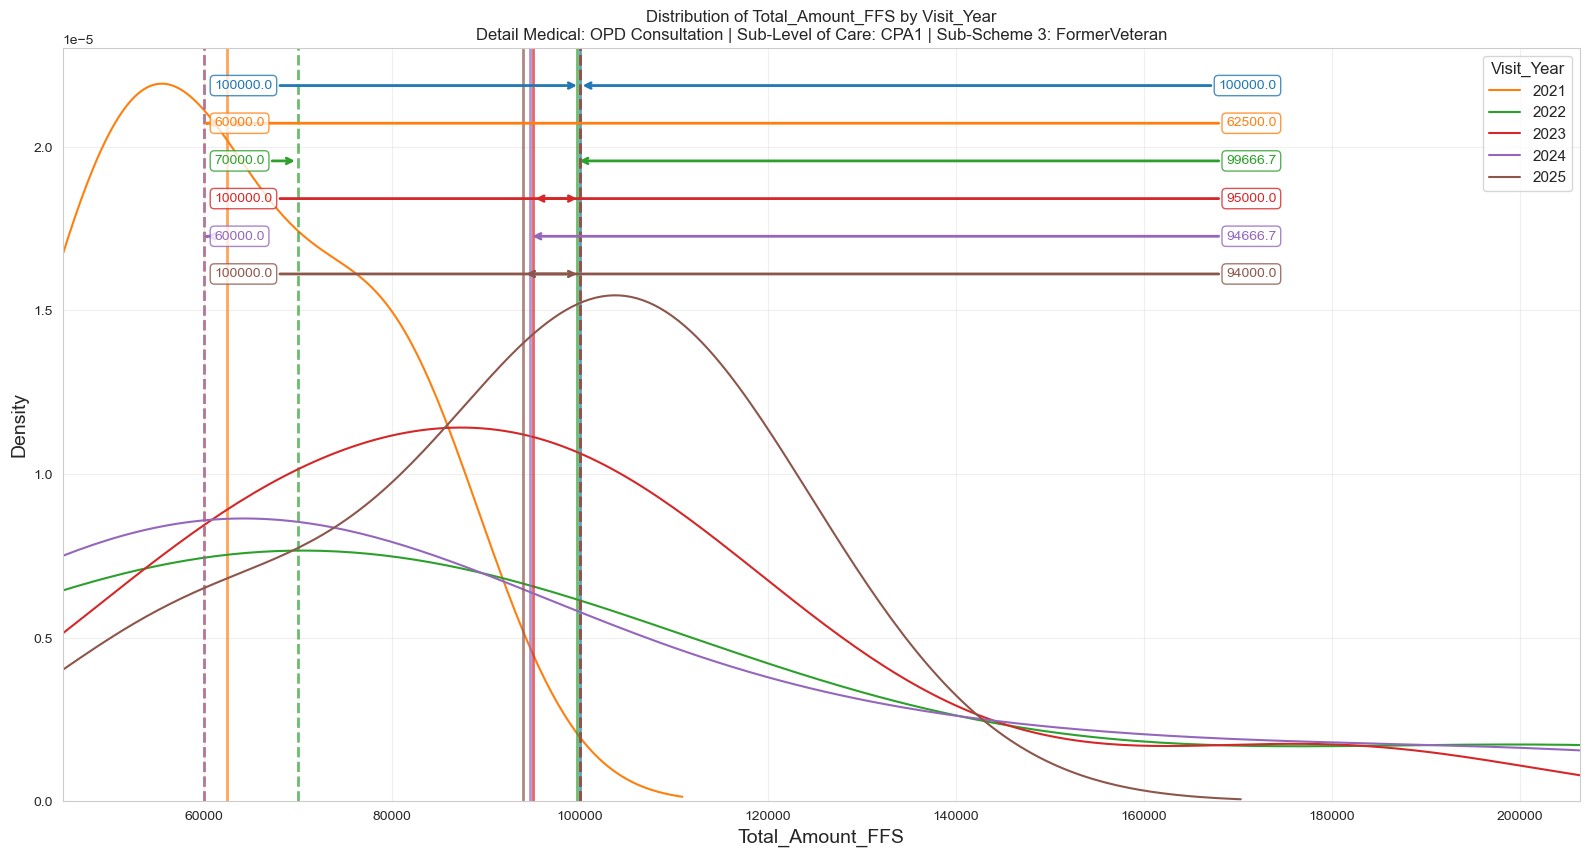 Distribution of Total_Amount_FFS by Visit_Year
Detail Medical: OPD Consultation | Sub-Level of Care: CPA1 | Sub-Scheme 3: FormerVeteran
1e−5
Visit_Year
2021
2022
2023
2024
2025
100000.0 100000.0
60000.0 62500.0
70000.0 99666.7
100000.0 95000.0
60000.0 94666.7
100000.0 94000.0
2.0
1.5
1.0
0.5
0.0
Density
60000 80000 100000 120000 140000 160000 180000 200000
Total_Amount_FFS